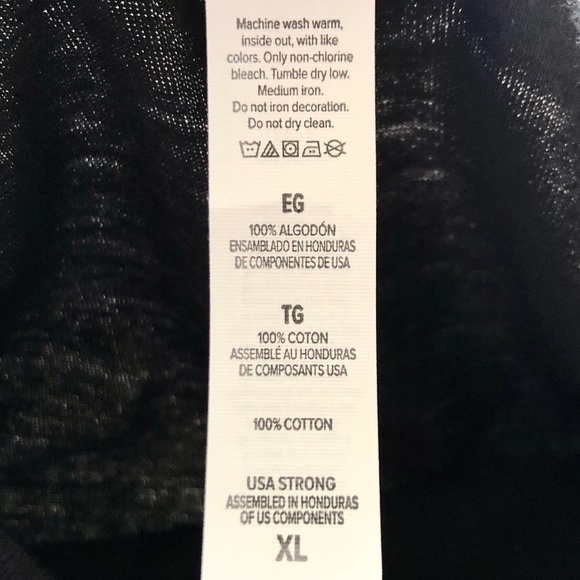 Machine wash warm,
inside out, with like
colors. Only non-chlorine
bleach. Tumble dry low.
Medium iron.
Do not iron decoration.
Do not dry clean.
EG
100% ALGODÓN
ENSAMBLADO EN HONDURAS
DE COMPONENTES DE USA
TG
100% COTON
ASSEMBLÉ AU HONDURAS
DE COMPOSANTS USA
100% COTTON
USA STRONG
ASSEMBLED IN HONDURAS
OF US COMPONENTS
XL